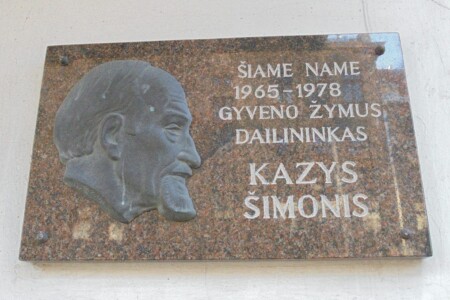 ŠIAME NAME
1965-1978
GYVENO ŽYMUS
DAILININKAS
KAZYS
ŠIMONIS